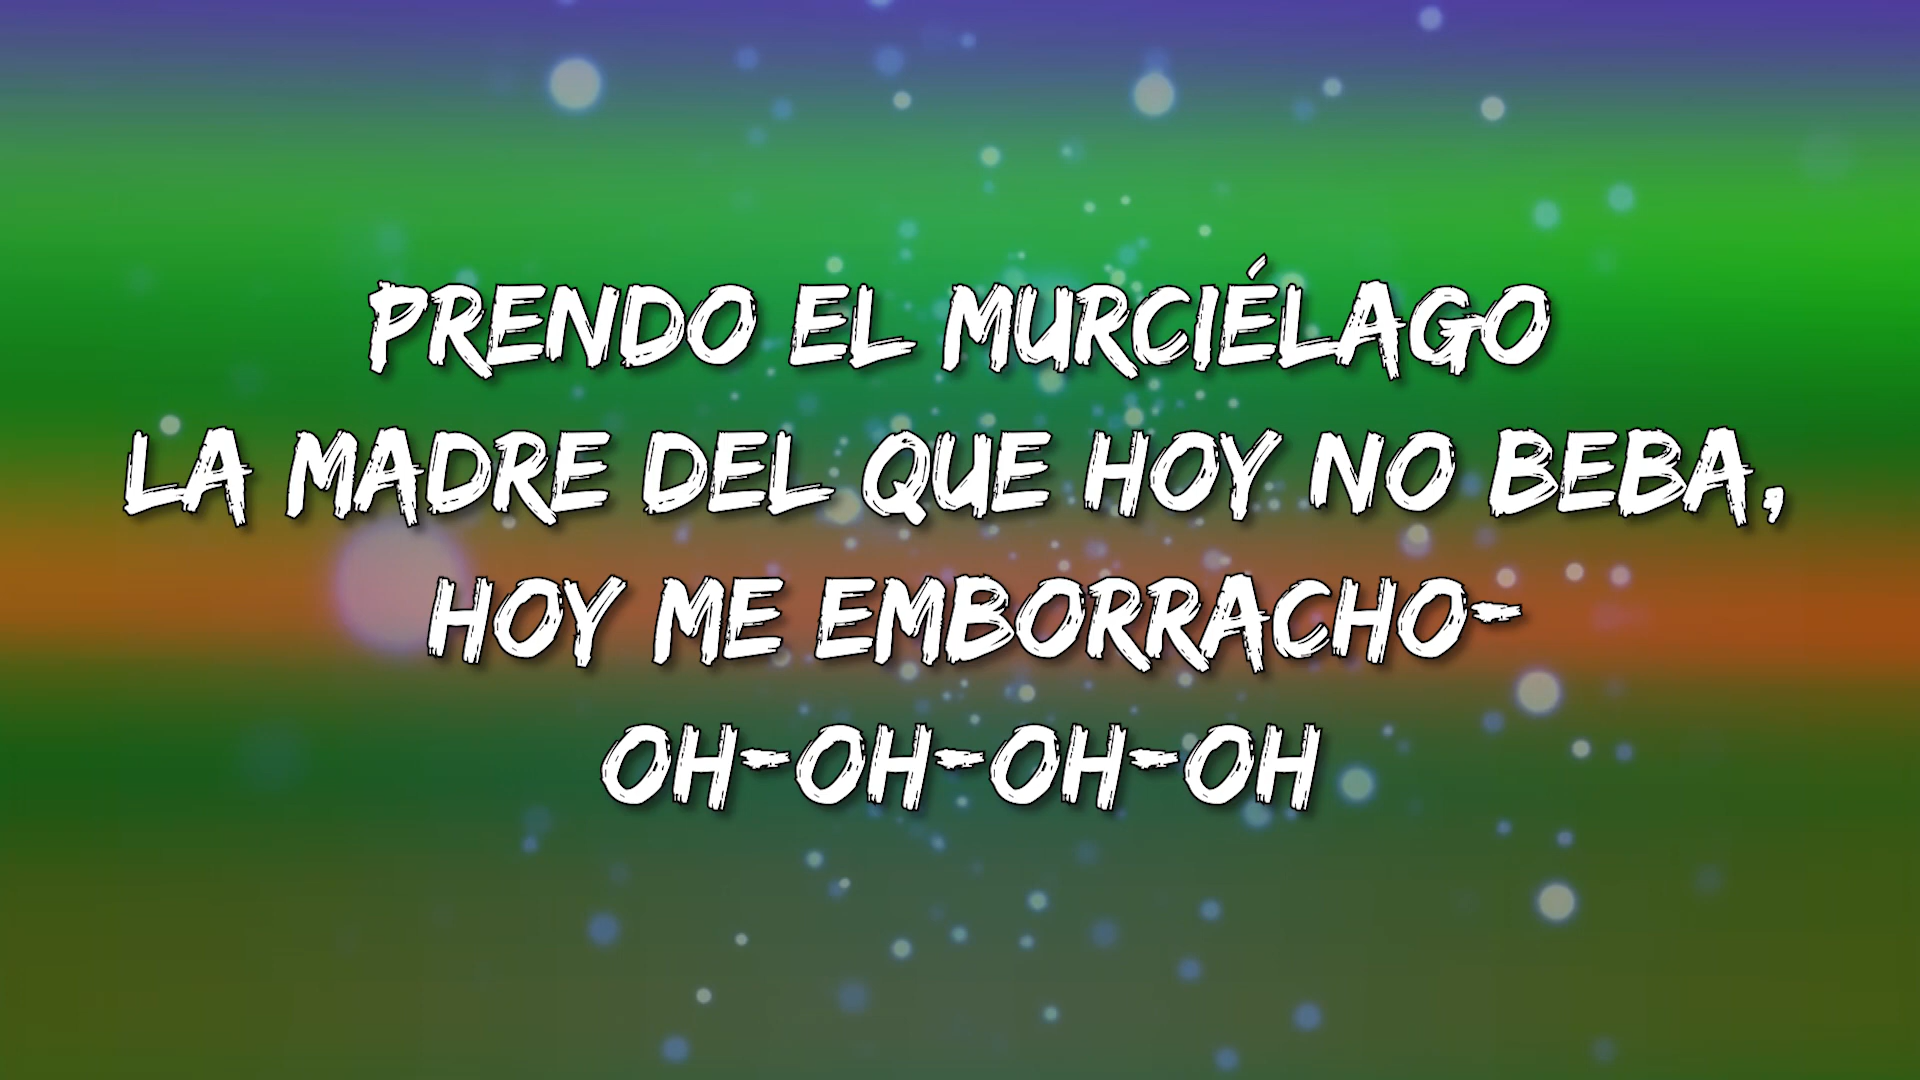 PRENDO EL MURCIÉLAGO
LA MADRE DEL QUE HOY NO BEBA,
HOY ME EMBORRACHO-
OH-OH-OH-OH